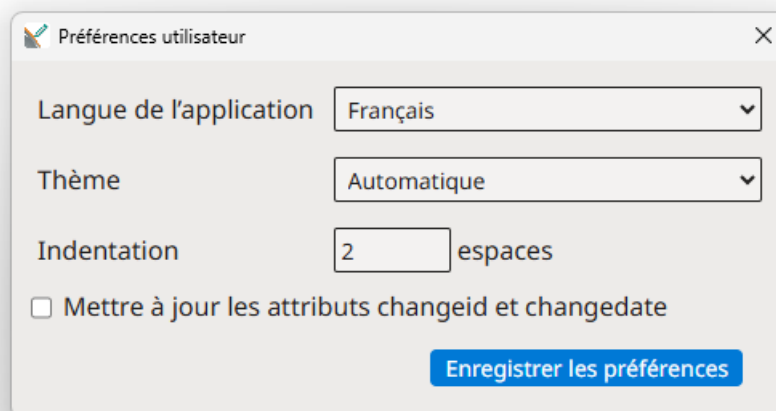 Préférences utilisateur
Langue de l’application Français
Thème Automatique
Indentation 2 espaces
Mettre à jour les attributs changeid et changedate
Enregistrer les préférences